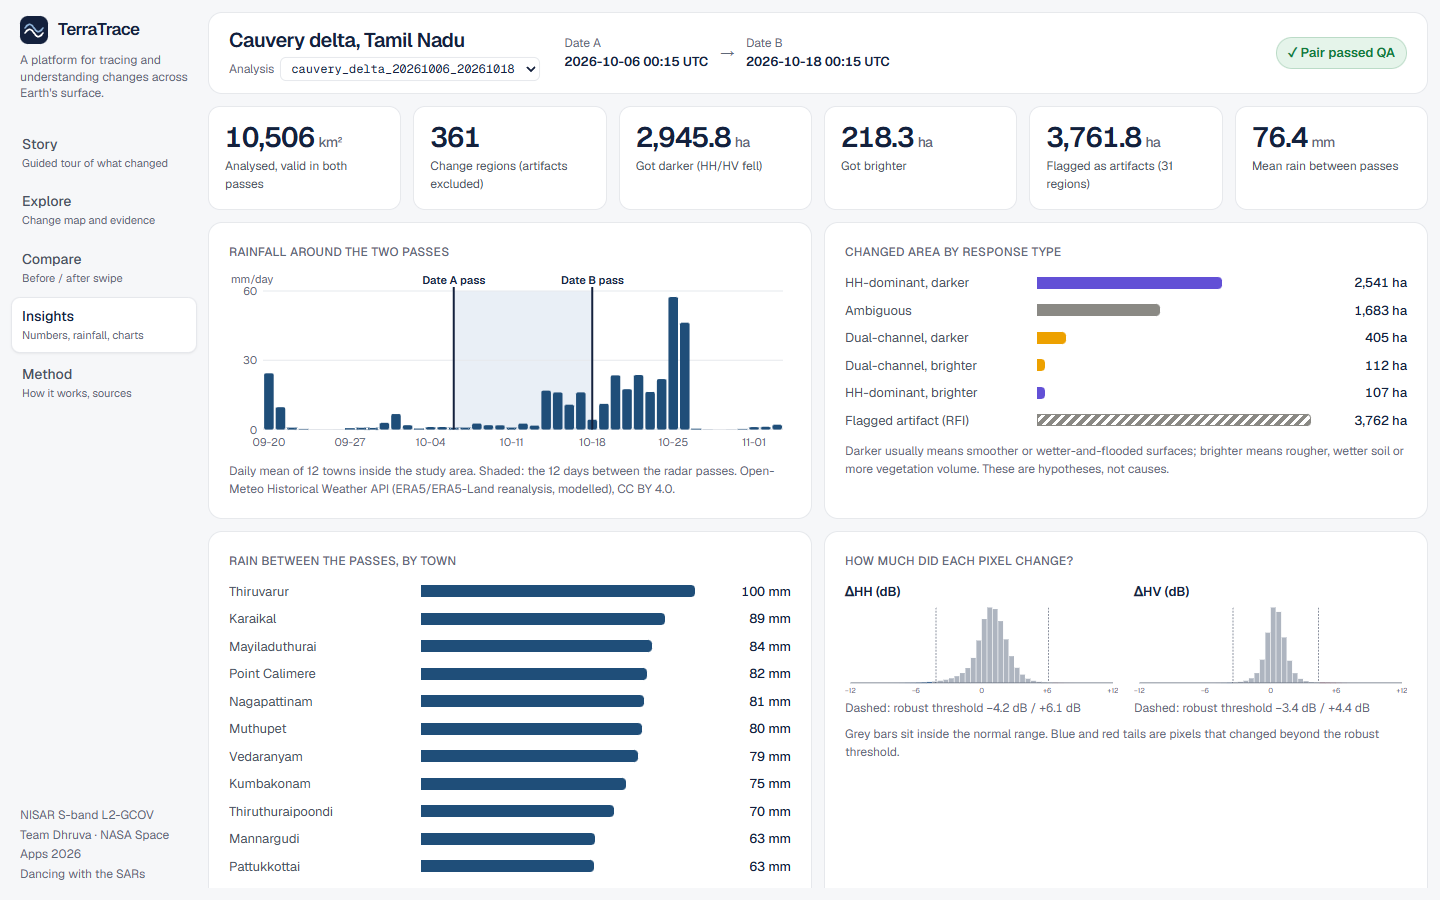 TerraTrace
A platform for tracing and
understanding changes across
Earth's surface.
Story
Guided tour of what changed
Explore
Change map and evidence
Compare
Before / after swipe
Insights
Numbers, rainfall, charts
Method
How it works, sources
NISAR S-band L2-GCOV
Team Dhruva · NASA Space
Apps 2026
Dancing with the SARs
Cauvery delta, Tamil Nadu
Analysis cauvery_delta_20261006_20261018
Date A
2026-10-06 00:15 UTC
→
Date B
2026-10-18 00:15 UTC
✓ Pair passed QA
10,506 km²
Analysed, valid in both
passes
361
Change regions (artifacts
excluded)
2,945.8 ha
Got darker (HH/HV fell)
218.3 ha
Got brighter
3,761.8 ha
Flagged as artifacts (31
regions)
76.4 mm
Mean rain between passes
RAINFALL AROUND THE TWO PASSES
mm/day
Date A pass Date B pass
60
30
0
09-20 09-27 10-04 10-11 10-18 10-25 11-01
Daily mean of 12 towns inside the study area. Shaded: the 12 days between the radar passes. Open-
Meteo Historical Weather API (ERA5/ERA5-Land reanalysis, modelled), CC BY 4.0.
CHANGED AREA BY RESPONSE TYPE
HH-dominant, darker 2,541 ha
Ambiguous 1,683 ha
Dual-channel, darker 405 ha
Dual-channel, brighter 112 ha
HH-dominant, brighter 107 ha
Flagged artifact (RFI) 3,762 ha
Darker usually means smoother or wetter-and-flooded surfaces; brighter means rougher, wetter soil or
more vegetation volume. These are hypotheses, not causes.
RAIN BETWEEN THE PASSES, BY TOWN
Thiruvarur 100 mm
Karaikal 89 mm
Mayiladuthurai 84 mm
Point Calimere 82 mm
Nagapattinam 81 mm
Muthupet 80 mm
Vedaranyam 79 mm
Kumbakonam 75 mm
Thiruthuraipoondi 70 mm
Mannargudi 63 mm
Pattukkottai 63 mm
HOW MUCH DID EACH PIXEL CHANGE?
ΔHH (dB)
−12 −6 0 +6 +12
Dashed: robust threshold −4.2 dB / +6.1 dB
ΔHV (dB)
−12 −6 0 +6 +12
Dashed: robust threshold −3.4 dB / +4.4 dB
Grey bars sit inside the normal range. Blue and red tails are pixels that changed beyond the robust
threshold.